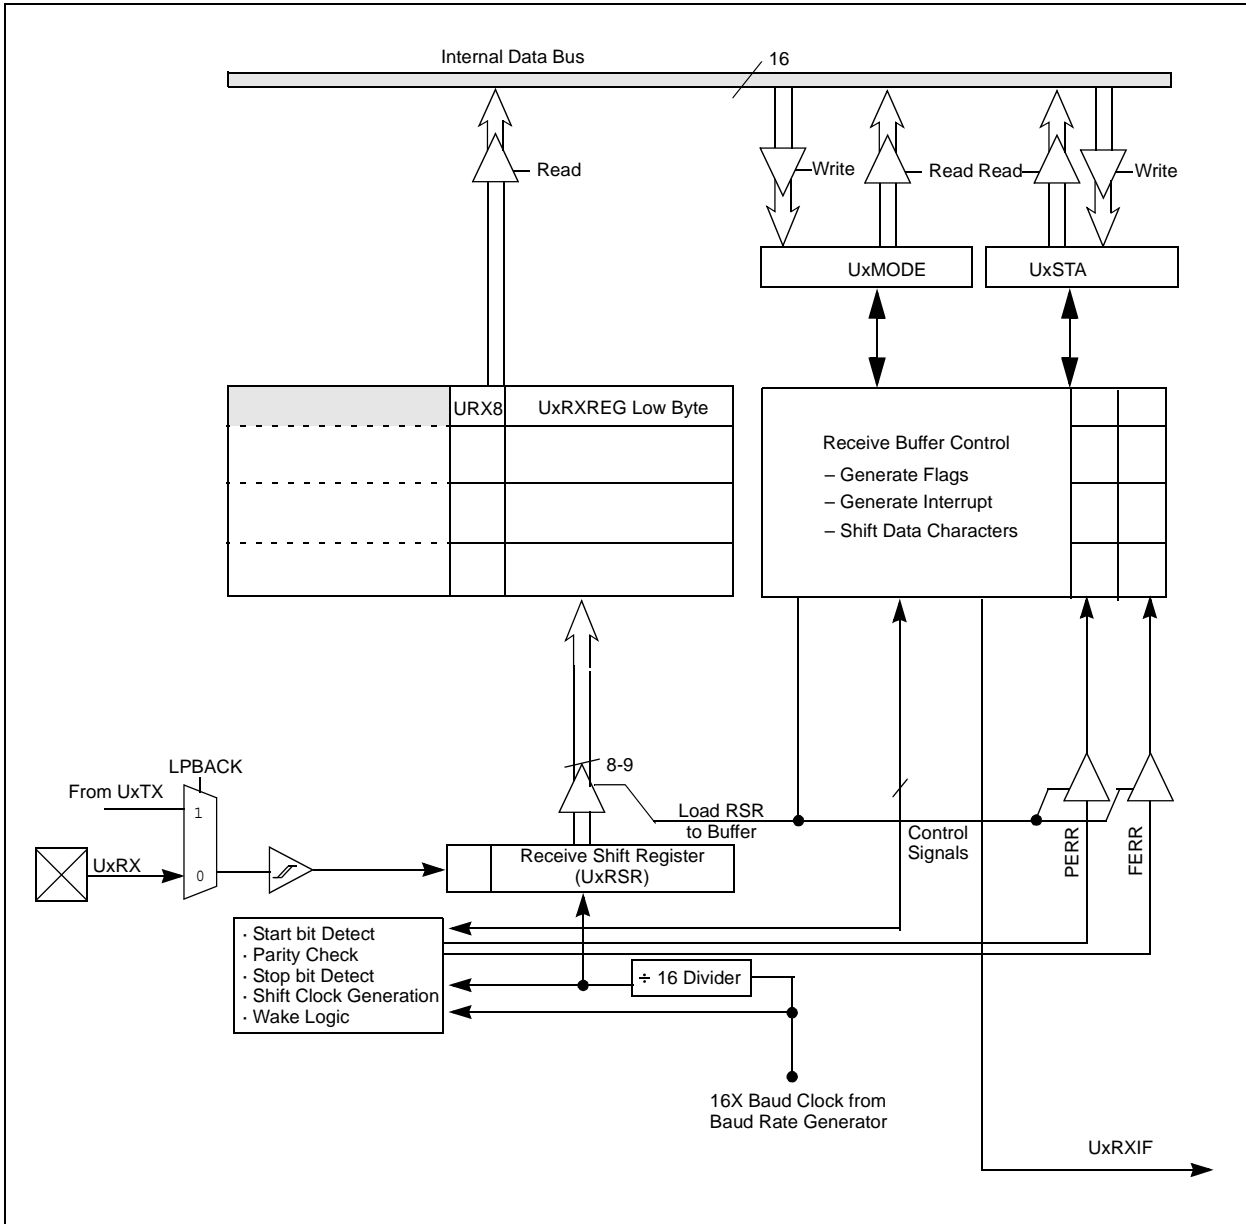 Internal Data Bus
16
Read
Write
Read Read
Write
UxMODE
UxSTA
URX8
UxRXREG Low Byte
Receive Buffer Control
– Generate Flags
– Generate Interrupt
– Shift Data Characters
8-9
LPBACK
From UxTX
1
UxRX
0
Load RSR
to Buffer
Control
Signals
PERR
FERR
Receive Shift Register
(UxRSR)
· Start bit Detect
· Parity Check
· Stop bit Detect
· Shift Clock Generation
· Wake Logic
÷ 16 Divider
16X Baud Clock from
Baud Rate Generator
UxRXIF